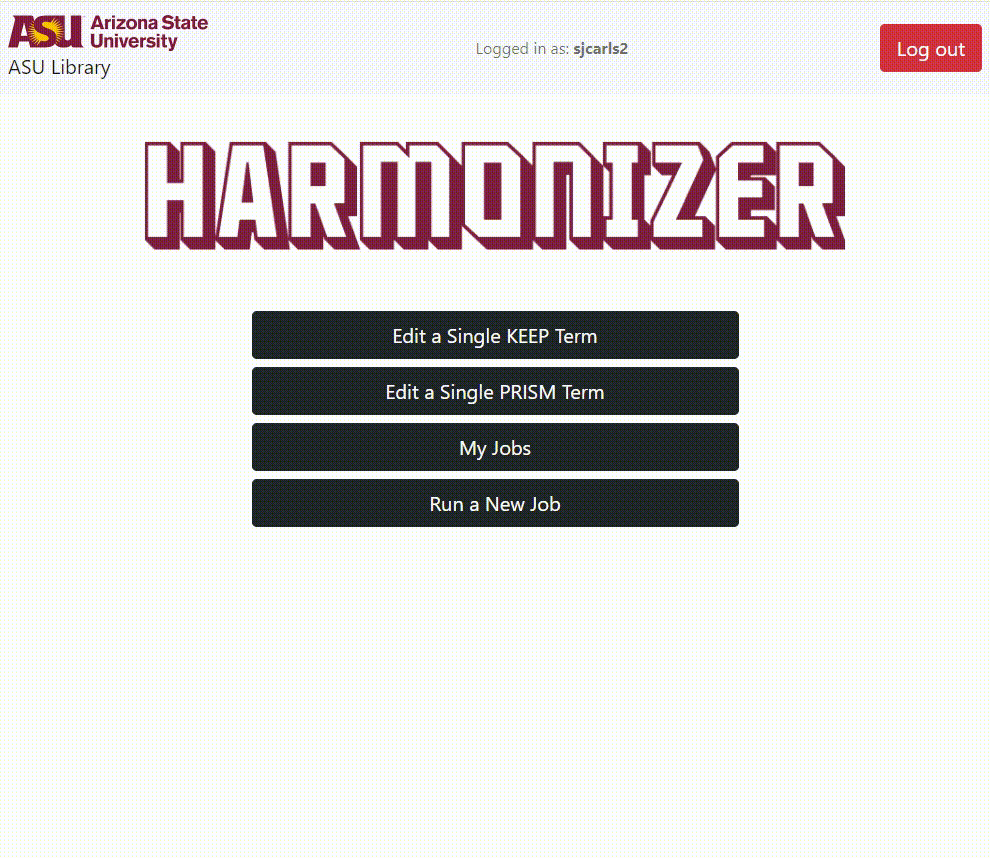 ASU Arizona State University
ASU Library
Logged in as: sjcarls2
Log out
HARMONIZER
Edit a Single KEEP Term
Edit a Single PRISM Term
My Jobs
Run a New Job